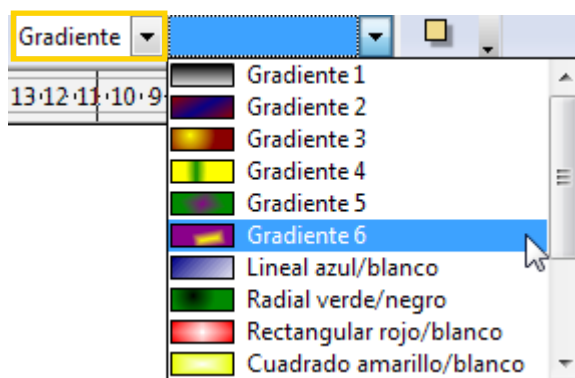 Gradiente
Gradiente 1
13·12·11·10·9·
Gradiente 2
Gradiente 3
Gradiente 4
Gradiente 5
Gradiente 6
Lineal azul/blanco
Radial verde/negro
Rectangular rojo/blanco
Cuadrado amarillo/blanco